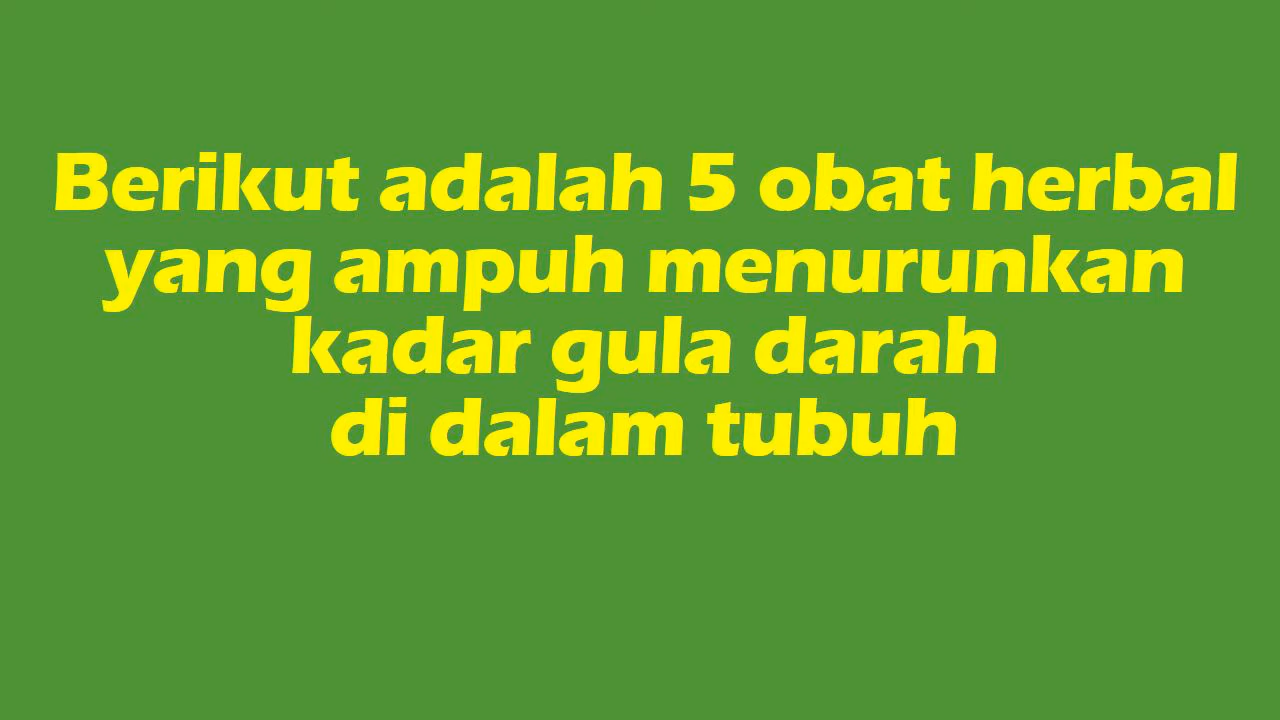 Berikut adalah 5 obat herbal
yang ampuh menurunkan
kadar gula darah
di dalam tubuh